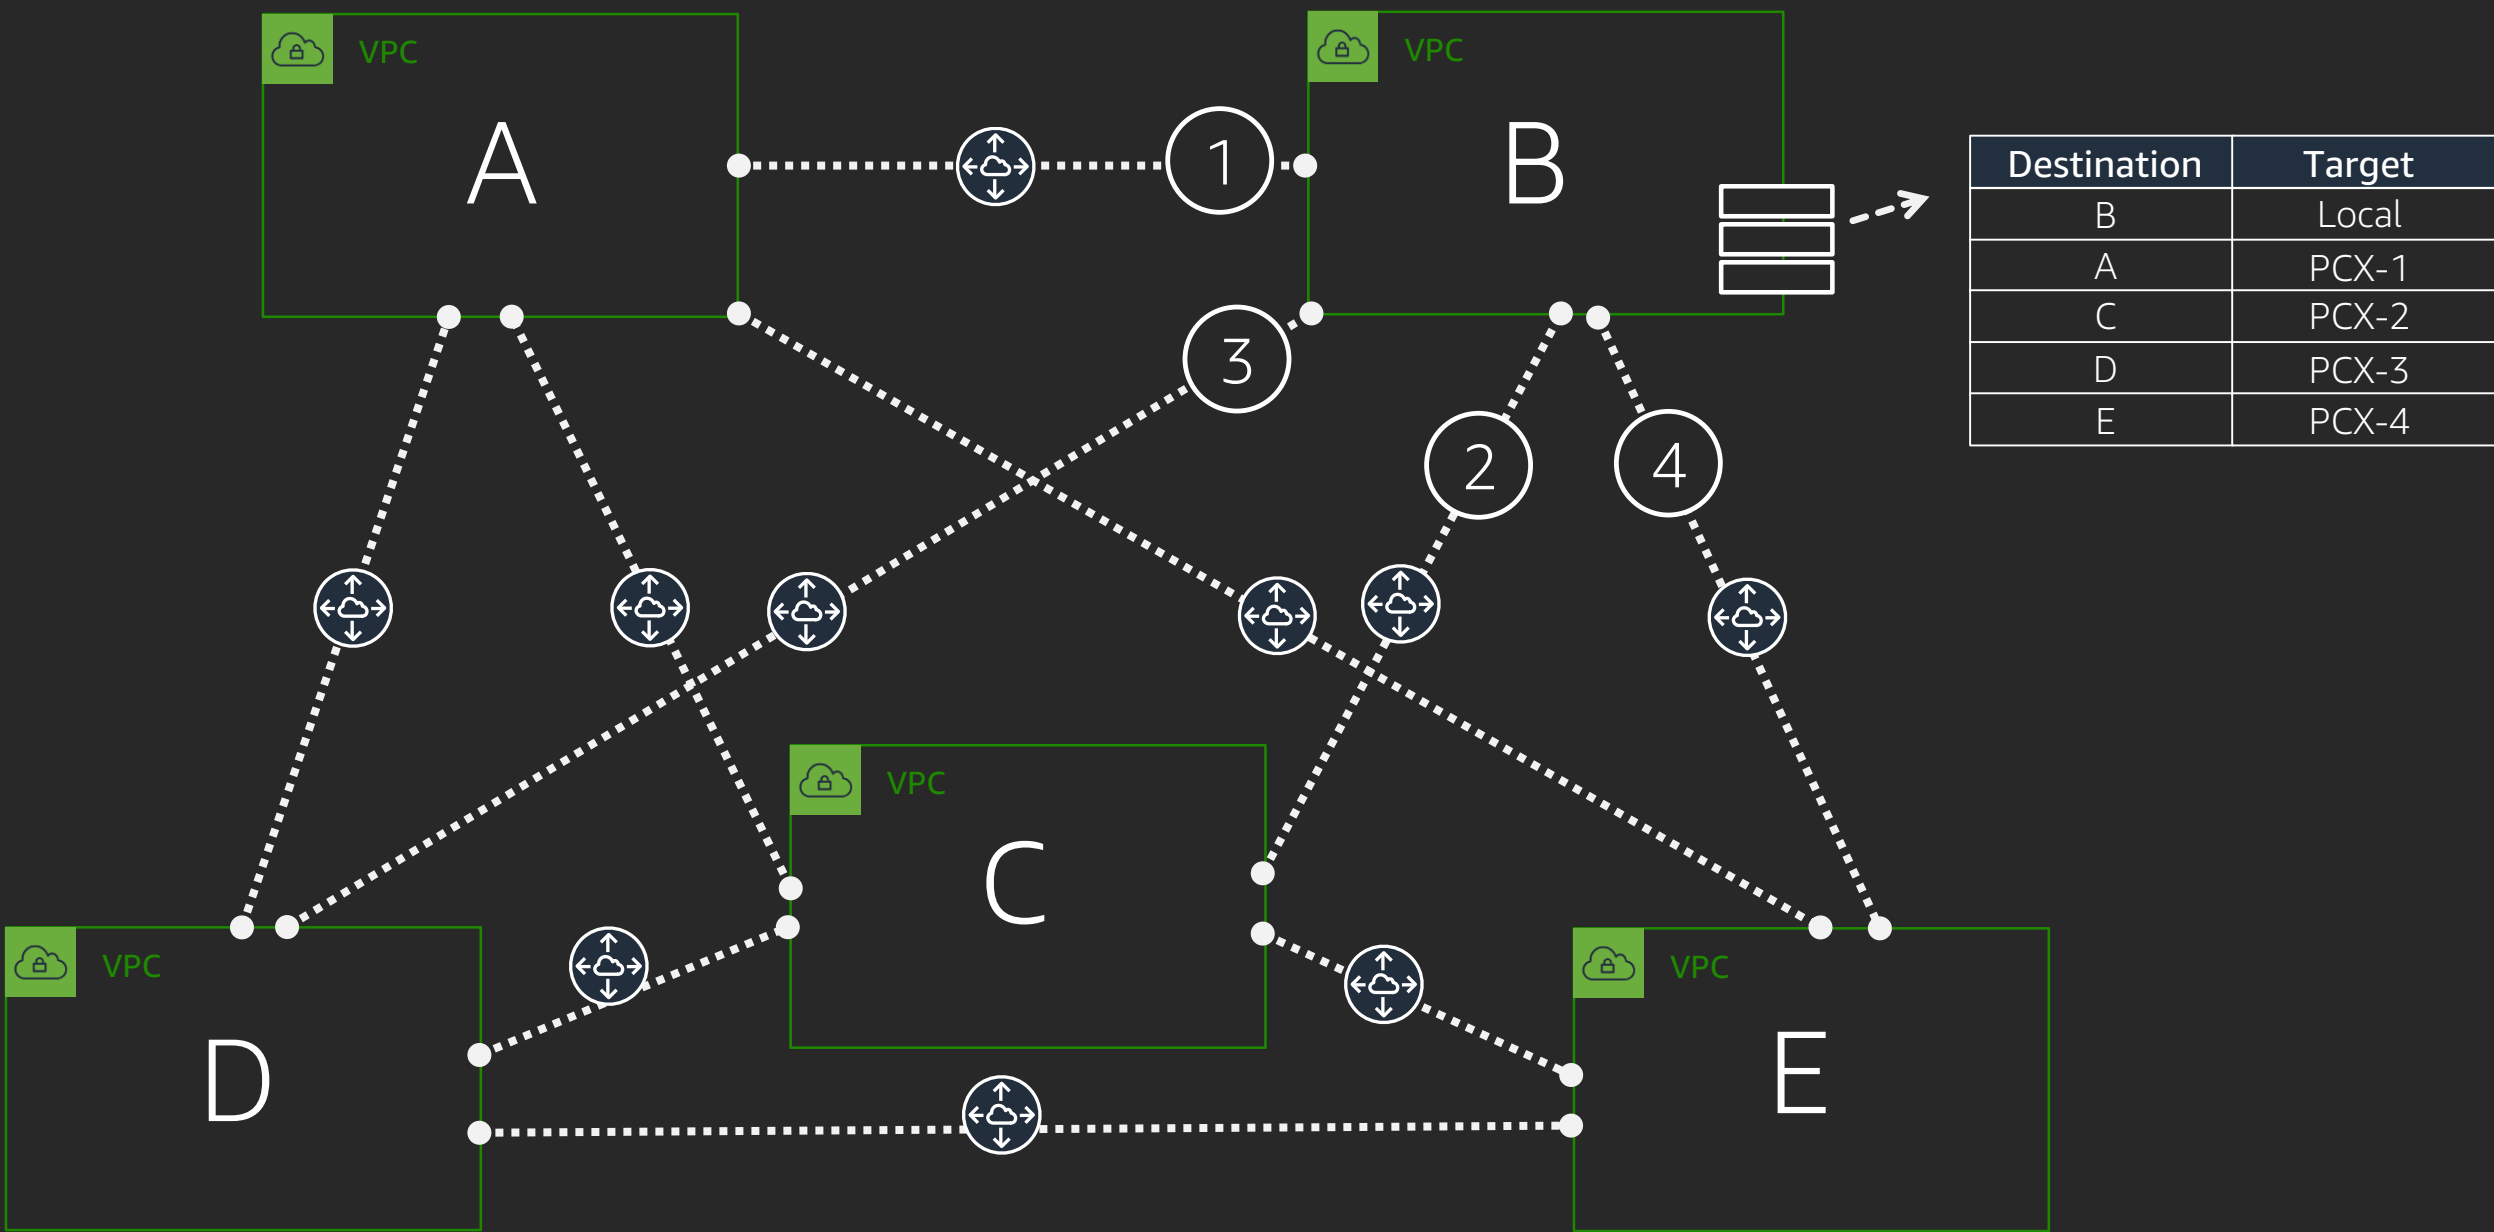 VPC
A
VPC
B
1
3
2
4
Destination Target
B Local
A PCX-1
C PCX-2
D PCX-3
E PCX-4
VPC
C
VPC
D
VPC
E